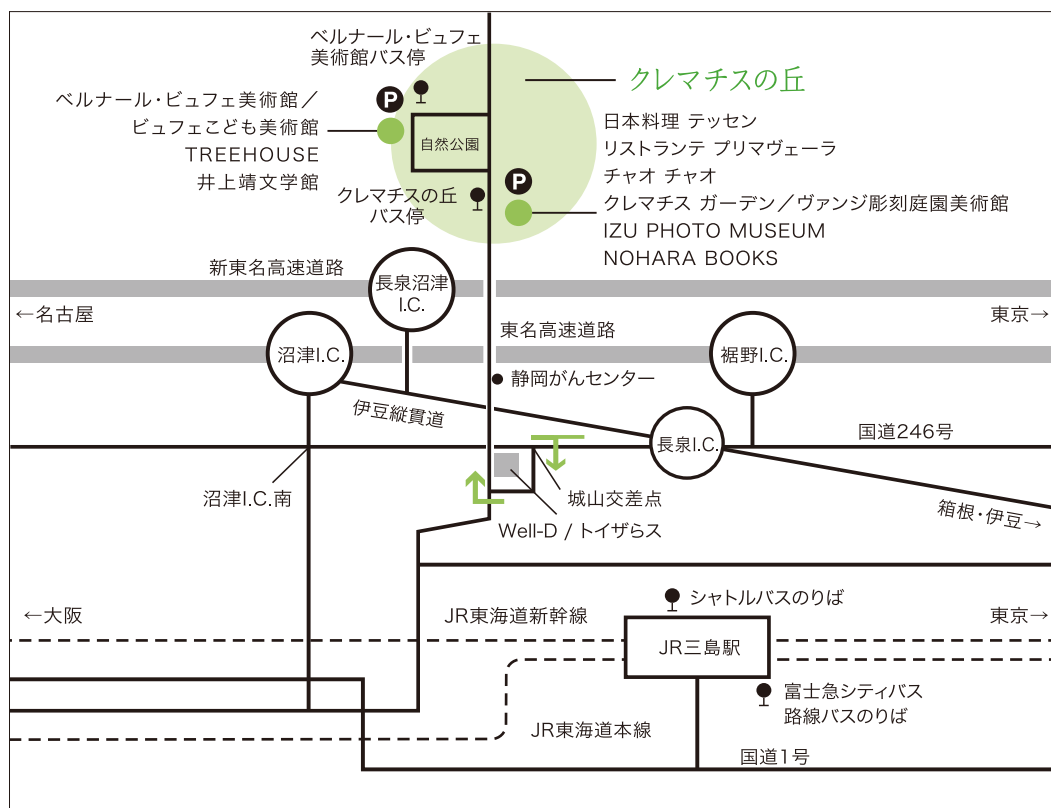 ベルナール・ビュフェ
美術館バス停
クレマチスの丘
P
ベルナール・ビュフェ美術館／
ビュフェこども美術館
TREEHOUSE
井上靖文学館
自然公園
日本料理 テッセン
リストランテ プリマヴェーラ
チャオ チャオ
クレマチス ガーデン／ヴァンジ彫刻庭園美術館
IZU PHOTO MUSEUM
NOHARA BOOKS
P
クレマチスの丘
バス停
新東名高速道路
長泉沼津
I.C.
←名古屋
東京→
東名高速道路
沼津I.C.
裾野I.C.
静岡がんセンター
伊豆縦貫道
国道246号
長泉I.C.
沼津I.C.南
城山交差点
箱根・伊豆→
Well-D / トイザらス
←大阪
JR東海道新幹線
シャトルバスのりば
東京→
JR三島駅
富士急シティバス
路線バスのりば
JR東海道本線
国道1号